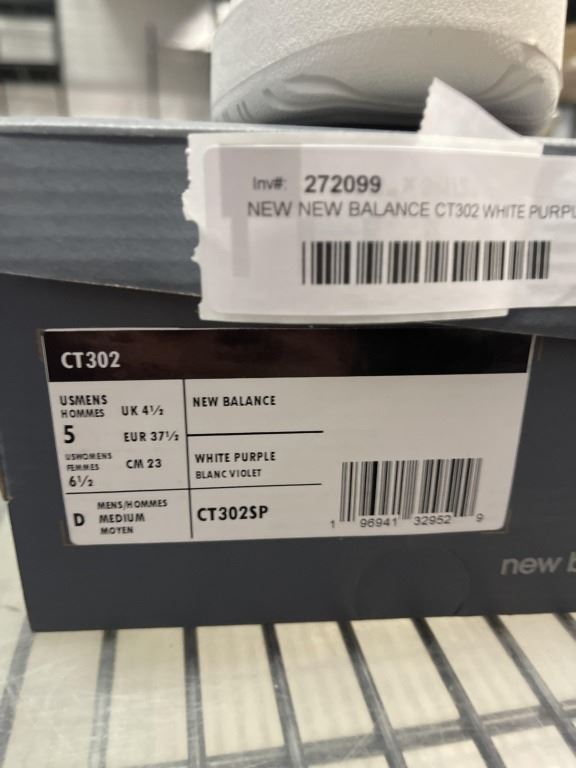 Inv#: 272099
NEW NEW BALANCE CT302 WHITE PURPL
CT302
USMENS
HOMMES
5
UK 4½
EUR 37½
USWOMENS
FEMMES
6½
CM 23
NEW BALANCE
WHITE PURPLE
BLANC VIOLET
D
MENS/HOMMES
MEDIUM
MOYEN
CT302SP
1 96941 32952 9
new b